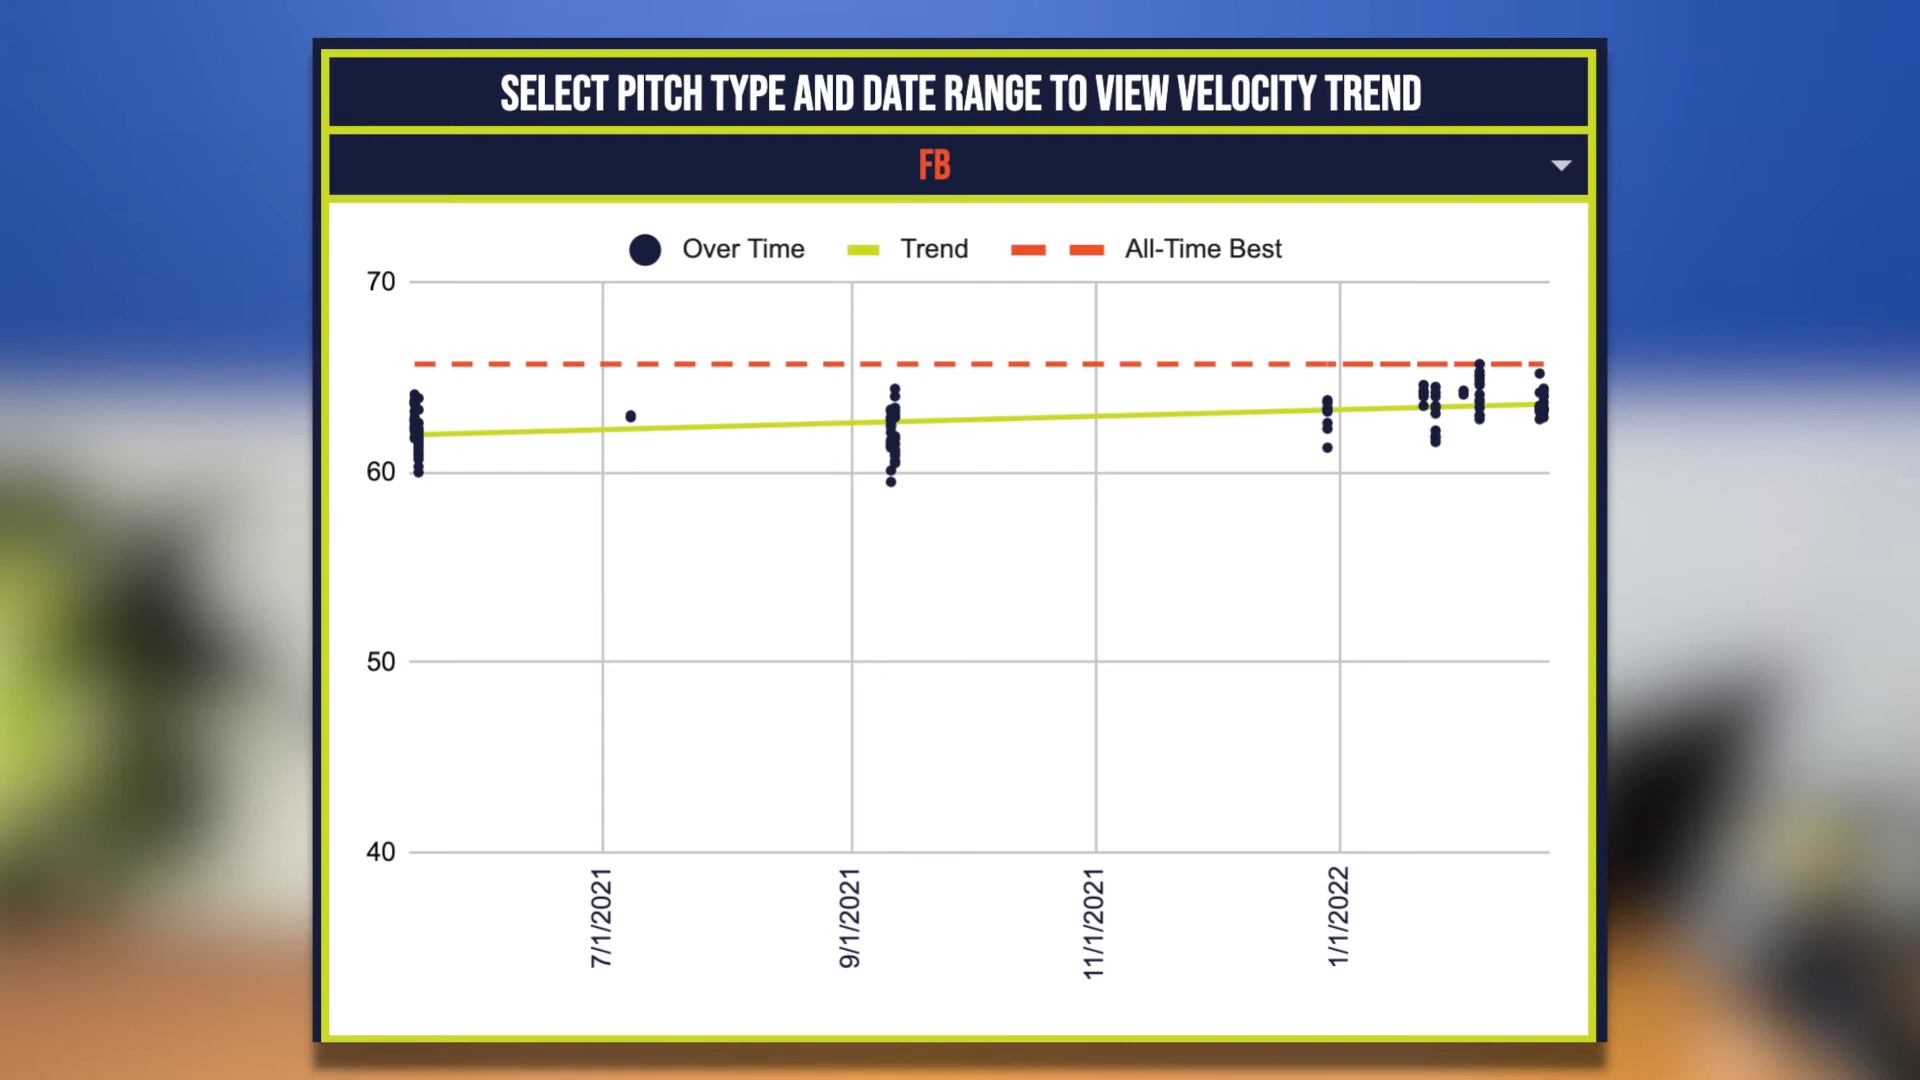 SELECT PITCH TYPE AND DATE RANGE TO VIEW VELOCITY TREND
FB
Over Time Trend All-Time Best
70
60
50
40
7/1/2021 9/1/2021 11/1/2021 1/1/2022